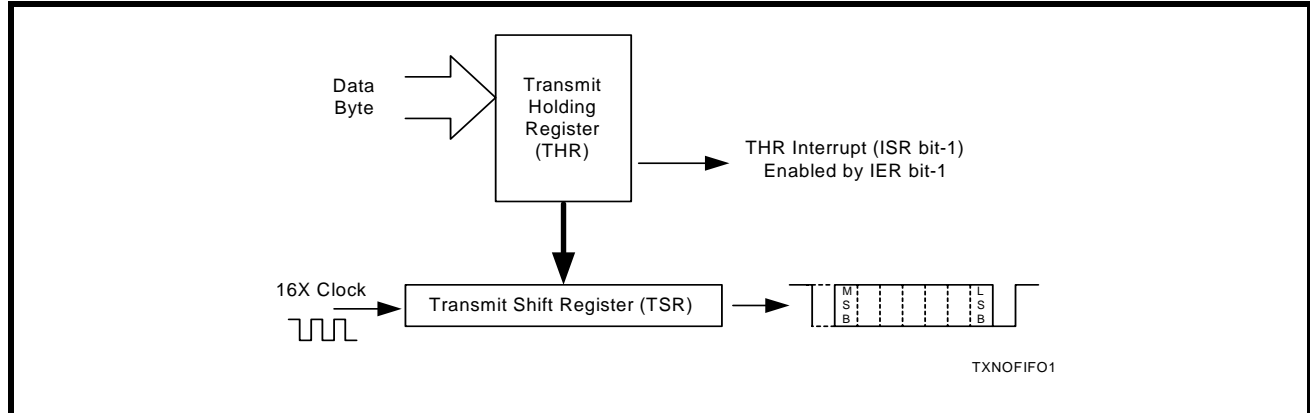 Data
Byte
Transmit
Holding
Register
(THR)
THR Interrupt (ISR bit-1)
Enabled by IER bit-1
16X Clock
Transmit Shift Register (TSR)
M
S
B
L
S
B
TXNOFIFO1